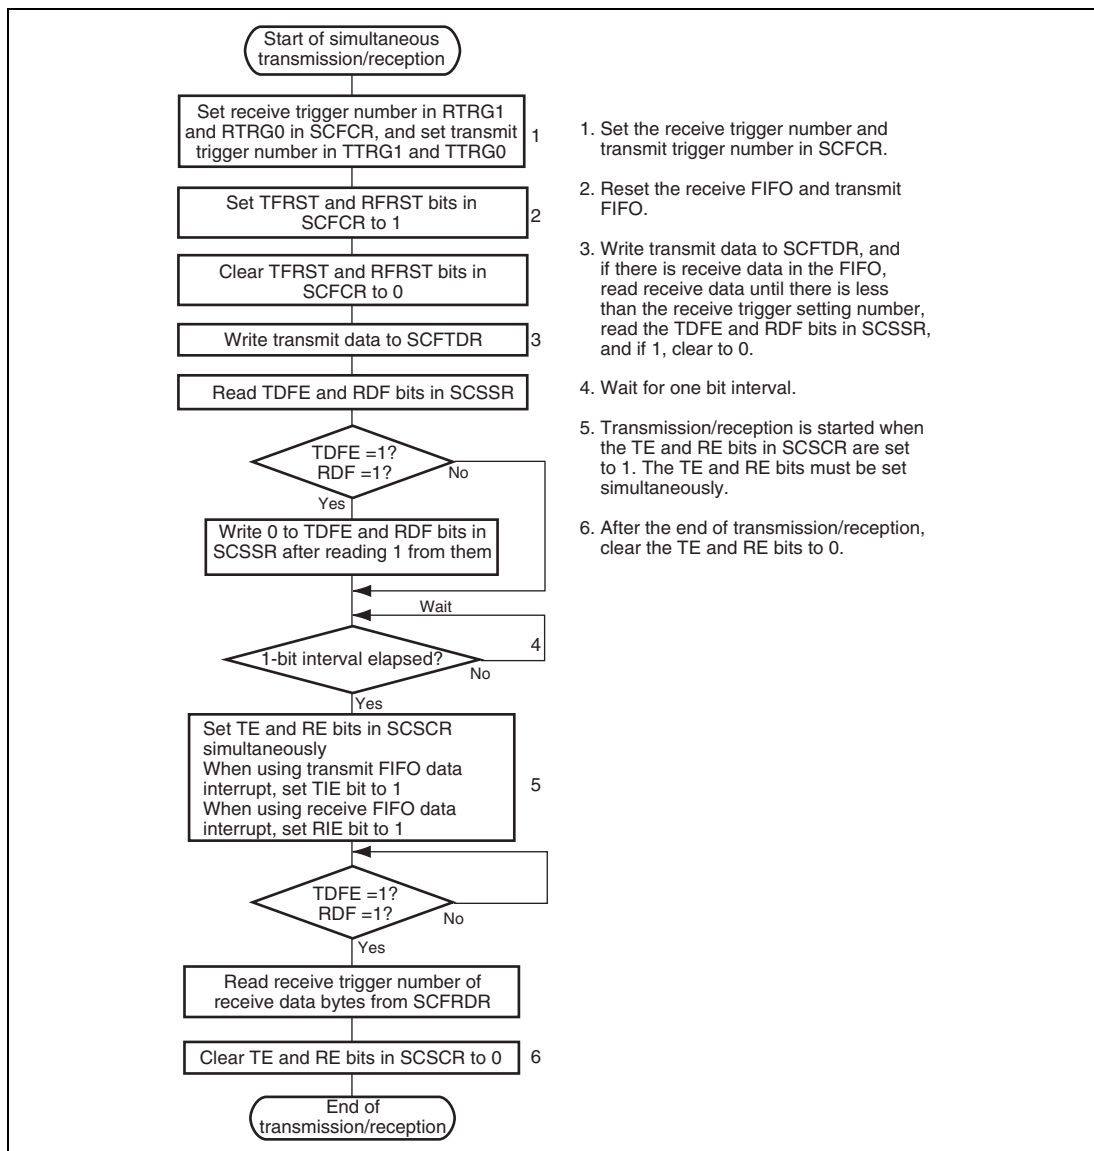 Start of simultaneous
transmission/reception
Set receive trigger number in RTRG1
and RTRG0 in SCFCR, and set transmit
trigger number in TTRG1 and TTRG0
1
Set TFRST and RFRST bits in
SCFCR to 1
2
Clear TFRST and RFRST bits in
SCFCR to 0
Write transmit data to SCFTDR
3
Read TDFE and RDF bits in SCSSR
TDFE =1?
RDF =1?
No
Yes
Write 0 to TDFE and RDF bits in
SCSSR after reading 1 from them
Wait
1-bit interval elapsed?
4
No
Yes
Set TE and RE bits in SCSCR
simultaneously
When using transmit FIFO data
interrupt, set TIE bit to 1
When using receive FIFO data
interrupt, set RIE bit to 1
5
TDFE =1?
RDF =1?
No
Yes
Read receive trigger number of
receive data bytes from SCFRDR
Clear TE and RE bits in SCSCR to 0
6
End of
transmission/reception
1. Set the receive trigger number and
transmit trigger number in SCFCR.
2. Reset the receive FIFO and transmit
FIFO.
3. Write transmit data to SCFTDR, and
if there is receive data in the FIFO,
read receive data until there is less
than the receive trigger setting number,
read the TDFE and RDF bits in SCSSR,
and if 1, clear to 0.
4. Wait for one bit interval.
5. Transmission/reception is started when
the TE and RE bits in SCSCR are set
to 1. The TE and RE bits must be set
simultaneously.
6. After the end of transmission/reception,
clear the TE and RE bits to 0.